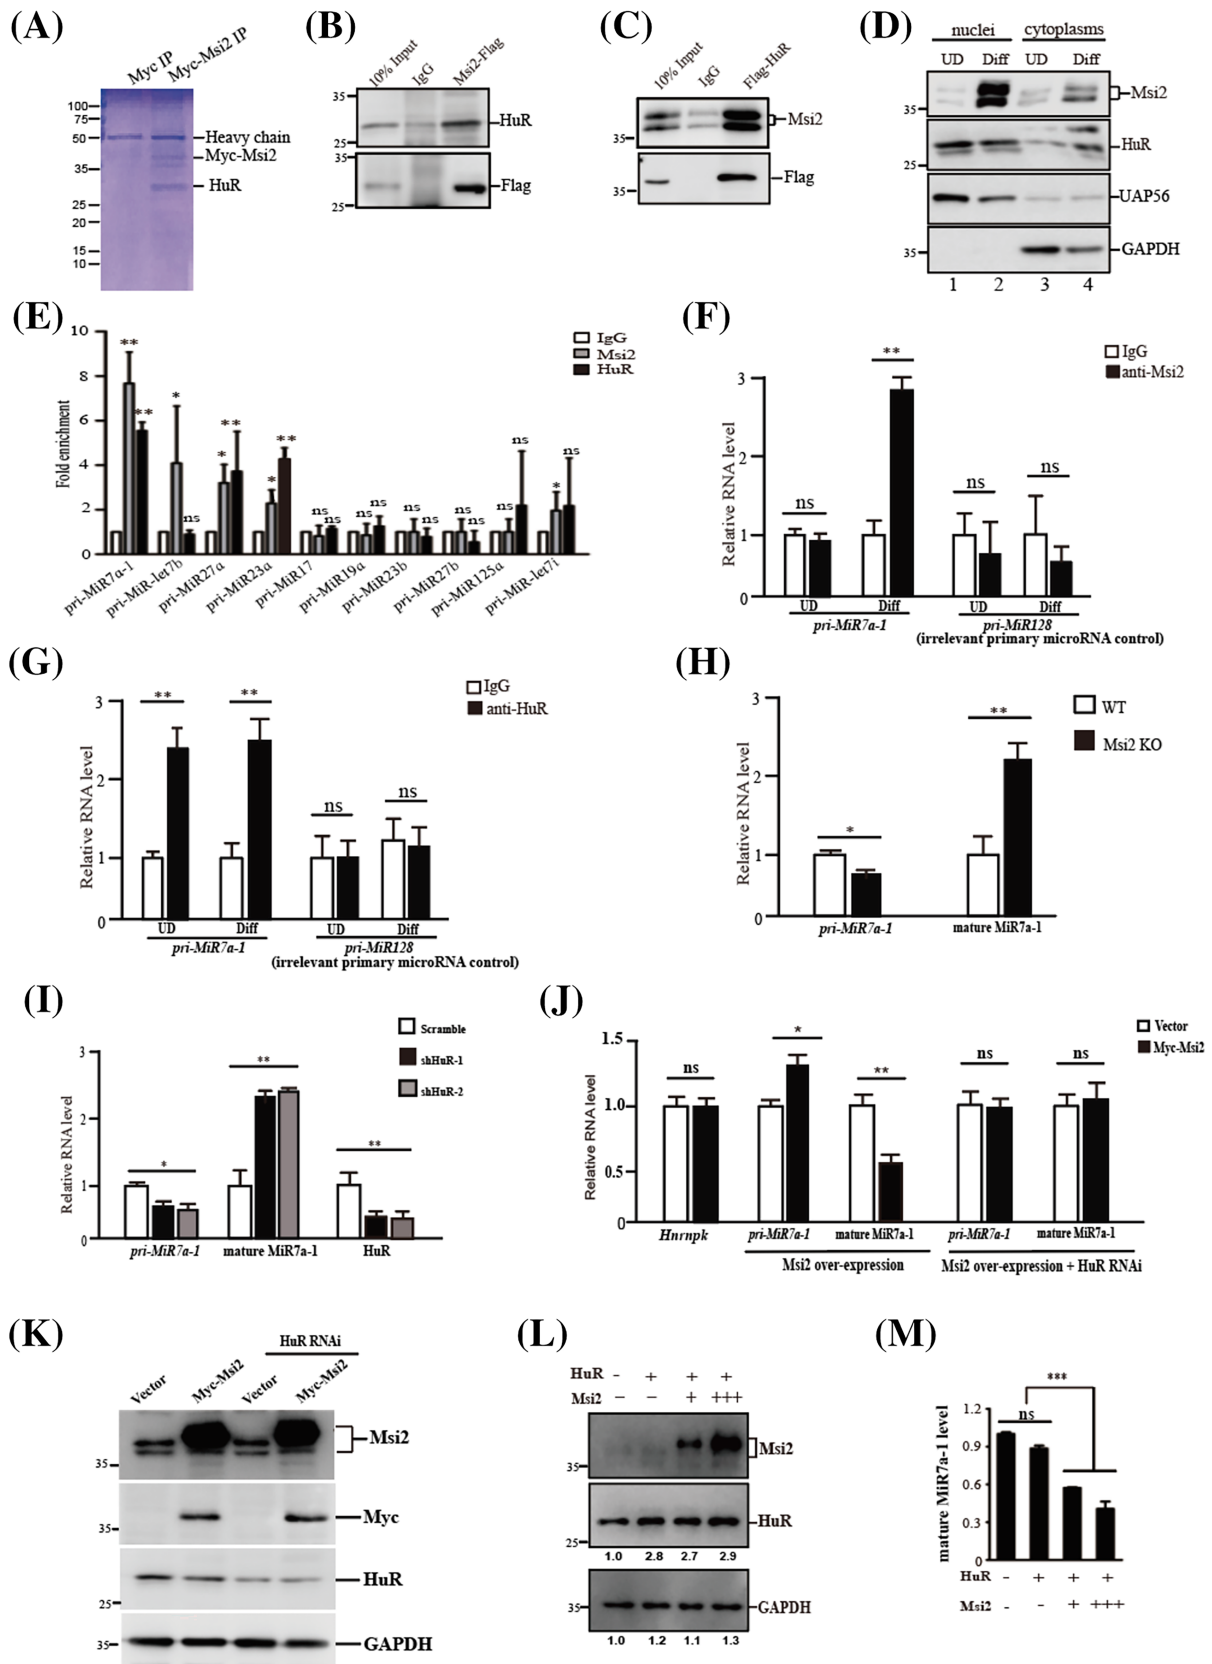 (A)
Myc IP
Myc-Msi2 IP
100
75
50
35
25
20
15
10
Heavy chain
Myc-Msi2
HuR
(B)
10% Input
IgG
Msi2-Flag
35
25
HuR
35
25
Flag
(C)
10% Input
IgG
Flag-HuR
35
Msi2
35
Flag
(D)
nuclei cytoplasms
UD Diff UD Diff
35
Msi2
25
HuR
UAP56
35
GAPDH
1 2 3 4
(E)
Fold enrichment
10
8
6
4
2
0
IgG
Msi2
HuR
** ** * ns * ** * ** ns ns ns ns ns ns ns ns ns ns * ns
pri-MiR7a-1
pri-MiR-let7b
pri-MiR27a
pri-MiR23a
pri-MiR17
pri-MiR19a
pri-MiR23b
pri-MiR27b
pri-MiR125a
pri-MiR-let7i
(F)
IgG
anti-Msi2
Relative RNA level
3
2
1
0
ns ** ns ns
UD Diff UD Diff
pri-MiR7a-1 pri-MiR128
(irrelevant primary microRNA control)
(G)
IgG
anti-HuR
Relative RNA level
3
2
1
0
** ** ns ns
UD Diff UD Diff
pri-MiR7a-1 pri-MiR128
(irrelevant primary microRNA control)
(H)
WT
Msi2 KO
Relative RNA level
3
2
1
0
* **
pri-MiR7a-1 mature MiR7a-1
(I)
Scramble
shHuR-1
shHuR-2
Relative RNA level
3
2
1
0
* ** **
pri-MiR7a-1 mature MiR7a-1 HuR
(J)
Vector
Myc-Msi2
Relative RNA level
1.5
1.0
0.5
0
ns * ** ns ns
Hnrnpk pri-MiR7a-1 mature MiR7a-1 pri-MiR7a-1 mature MiR7a-1
Msi2 over-expression Msi2 over-expression + HuR RNAi
(K)
HuR RNAi
Vector
Myc-Msi2
Vector
Myc-Msi2
35
Msi2
35
Myc
25
HuR
35
GAPDH
(L)
HuR - + + +
Msi2 - - + +++
35
Msi2
25
HuR
1.0 2.8 2.7 2.9
35
GAPDH
1.0 1.2 1.1 1.3
(M)
mature MiR7a-1 level
1.2
0.9
0.6
0.3
0
ns ***
HuR - + + +
Msi2 - - + +++